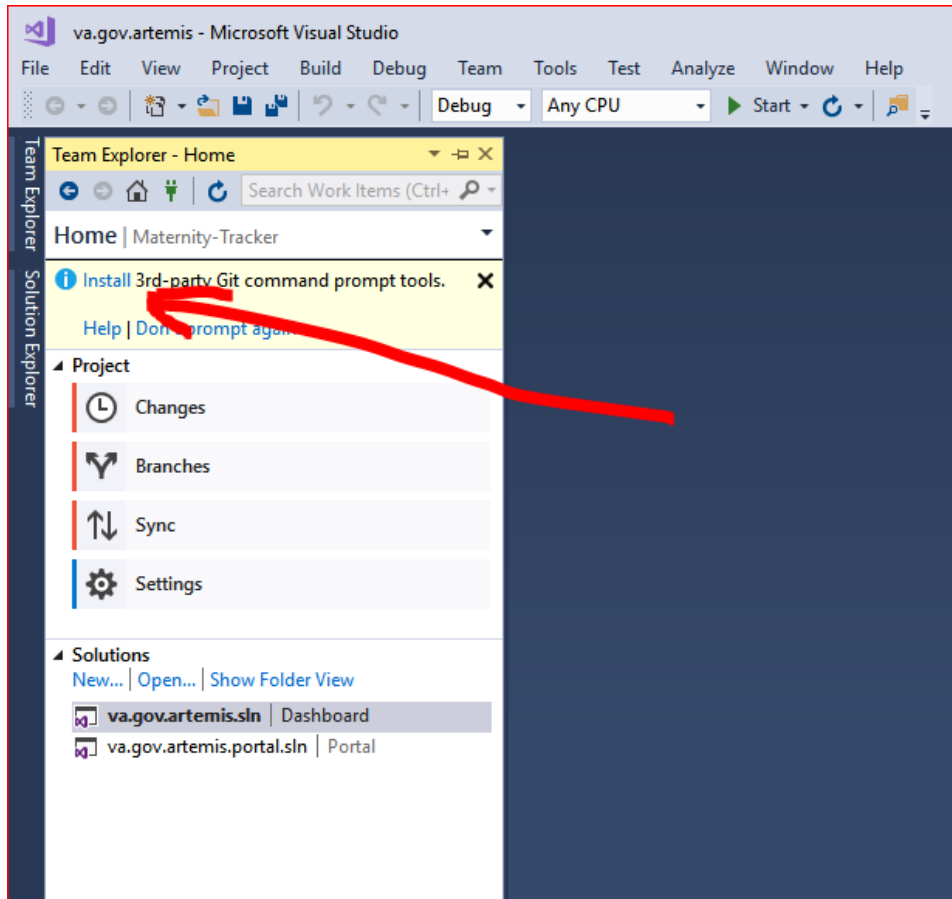 va.gov.artemis - Microsoft Visual Studio
File Edit View Project Build Debug Team Tools Test Analyze Window Help
Debug Any CPU Start
Team Explorer
Solution Explorer
Team Explorer - Home
Search Work Items (Ctrl+
Home | Maternity-Tracker
Install 3rd-party Git command prompt tools.
Help | Don't prompt again
Project
Changes
Branches
Sync
Settings
Solutions
New... | Open... | Show Folder View
va.gov.artemis.sln | Dashboard
va.gov.artemis.portal.sln | Portal